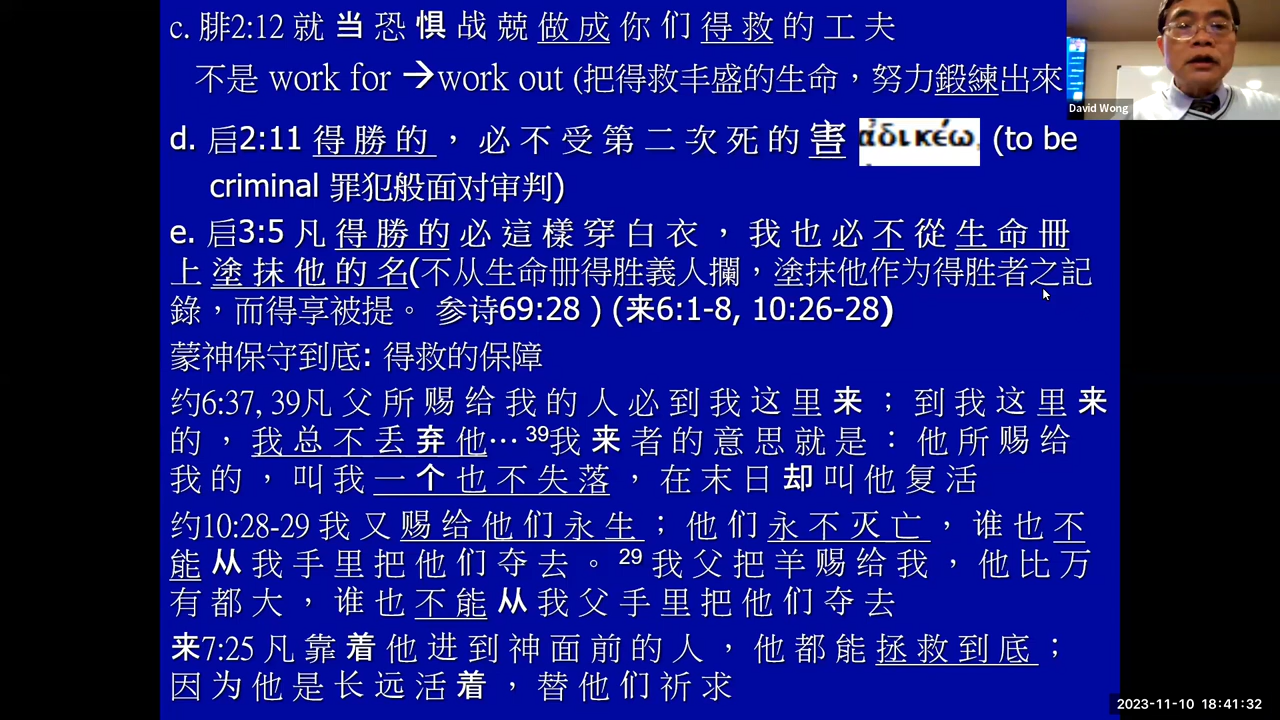 c. 腓2:12 就当恐惧战兢做成你们得救的工夫
不是 work for →work out (把得救丰盛的生命，努力鍛練出來
David Wong
d. 启2:11 得勝的，必不受第二次死的害 ἀδικέω, (to be
criminal 罪犯般面对审判)
e. 启3:5 凡得勝的必這樣穿白衣，我也必不從生命冊
上塗抹他的名(不从生命册得胜義人攔，塗抹他作为得胜者之記
錄，而得享被提。 参诗69:28 ) (来6:1-8, 10:26-28)
蒙神保守到底: 得救的保障
约6:37, 39凡父所赐给我的人必到我这里来；到我这里来
的，我总不丢弃他… 39我来者的意思就是：他所赐给
我的，叫我一个也不失落，在末日却叫他复活
约10:28-29 我又赐给他们永生；他们永不灭亡，谁也不
能从我手里把他们夺去。29 我父把羊赐给我，他比万
有都大，谁也不能从我父手里把他们夺去
来7:25 凡靠着他进到神面前的人，他都能拯救到底；
因为他是长远活着，替他们祈求
2023-11-10 18:41:32